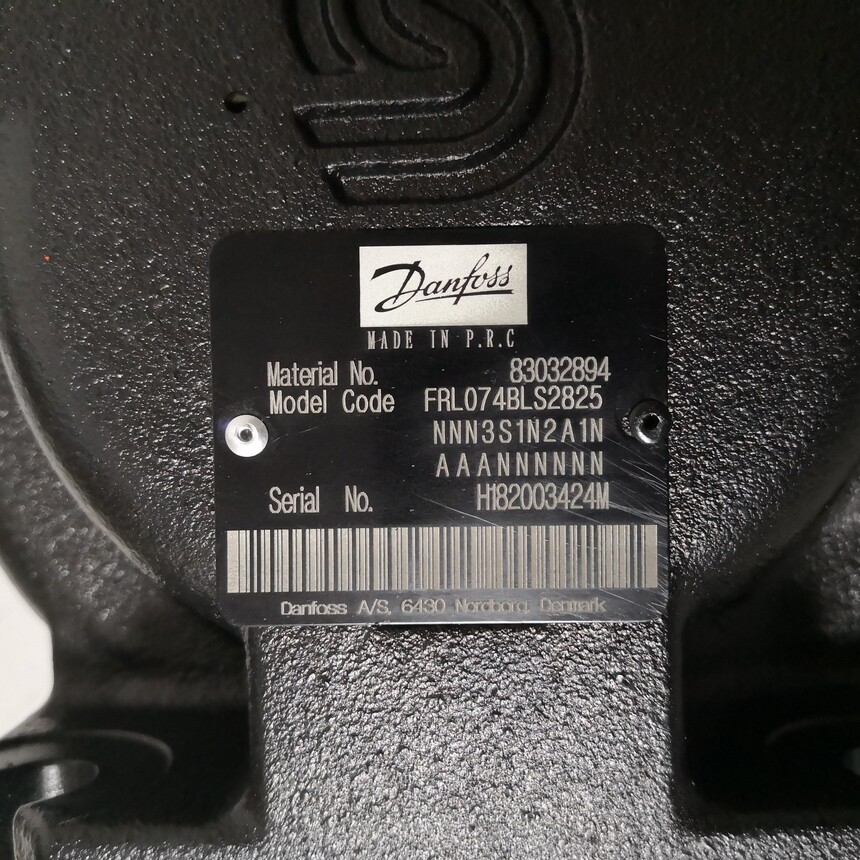 Danfoss
MADE IN P.R.C
Material No. 83032894
Model Code FRL074BLS2825
NNN3S1N2A1N
AAANNNNNN
Serial No. H182003424M
Danfoss A/S, 6430 Nordborg, Denmark